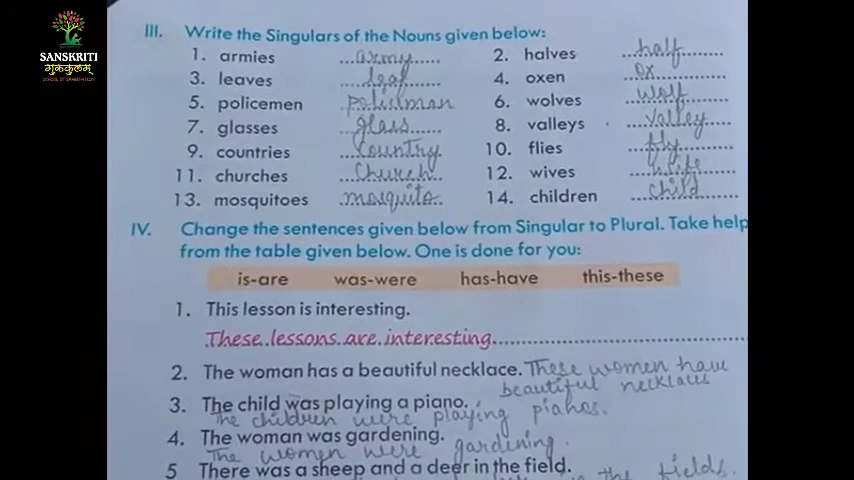 SANSKRITI
गुरुकुलम्
III. Write the Singulars of the Nouns given below:
1. armies army 2. halves half
3. leaves leaf 4. oxen ox
5. policemen policeman 6. wolves wolf
7. glasses glass 8. valleys valley
9. countries country 10. flies fly
11. churches church 12. wives
13. mosquitoes mosquito 14. children child
IV. Change the sentences given below from Singular to Plural. Take help
from the table given below. One is done for you:
is-are was-were has-have this-these
1. This lesson is interesting.
These lessons are interesting
2. The woman has a beautiful necklace. These women have
beautiful necklaces
3. The child was playing a piano.
The children were playing pianos.
4. The woman was gardening.
The women were gardening.
5 There was a sheep and a deer in the field.
in the fields.